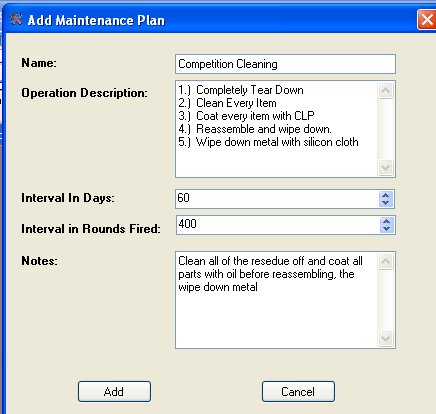 Add Maintenance Plan
Name:
Competition Cleaning
Operation Description:
1.) Completely Tear Down
2.) Clean Every Item
3.) Coat every item with CLP
4.) Reassemble and wipe down.
5.) Wipe down metal with silicon cloth
Interval In Days:
60
Interval in Rounds Fired:
400
Notes:
Clean all of the resedue off and coat all
parts with oil before reassembling, the
wipe down metal
Add
Cancel